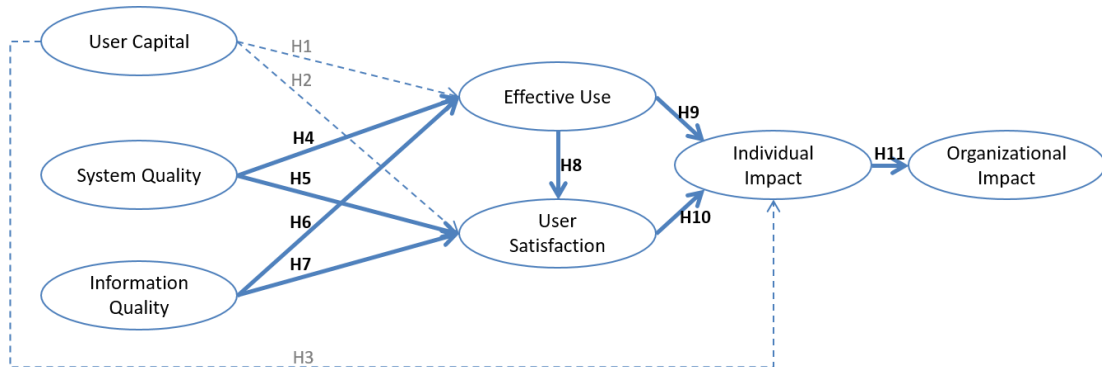 User Capital
H1
H2
Effective Use
H9
H4
System Quality
H5
H8
Individual
Impact
H11
Organizational
Impact
H6
User
Satisfaction
H10
H7
Information
Quality
H3